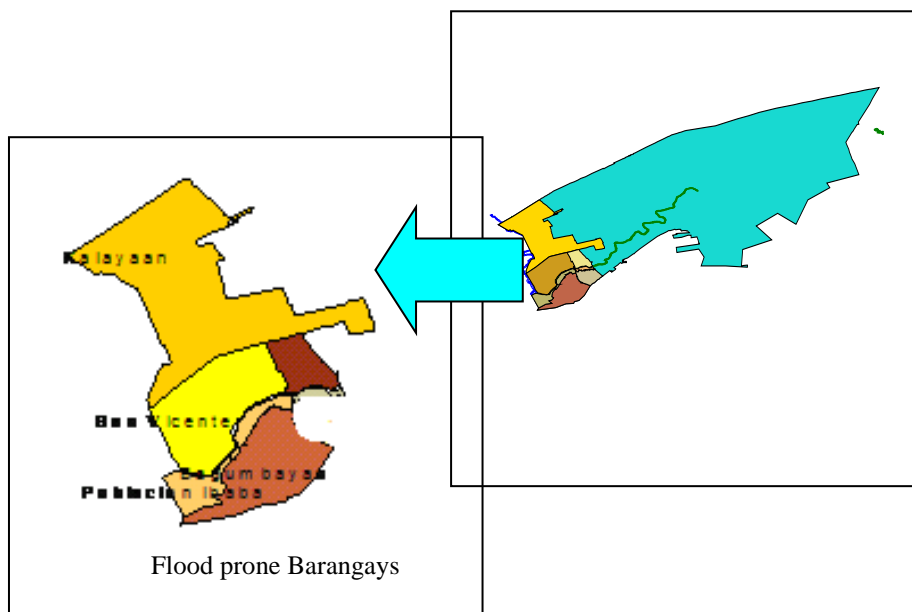 Kalayaan
San Vicente
Bagumbayan
Poblacion Ibaba
Flood prone Barangays